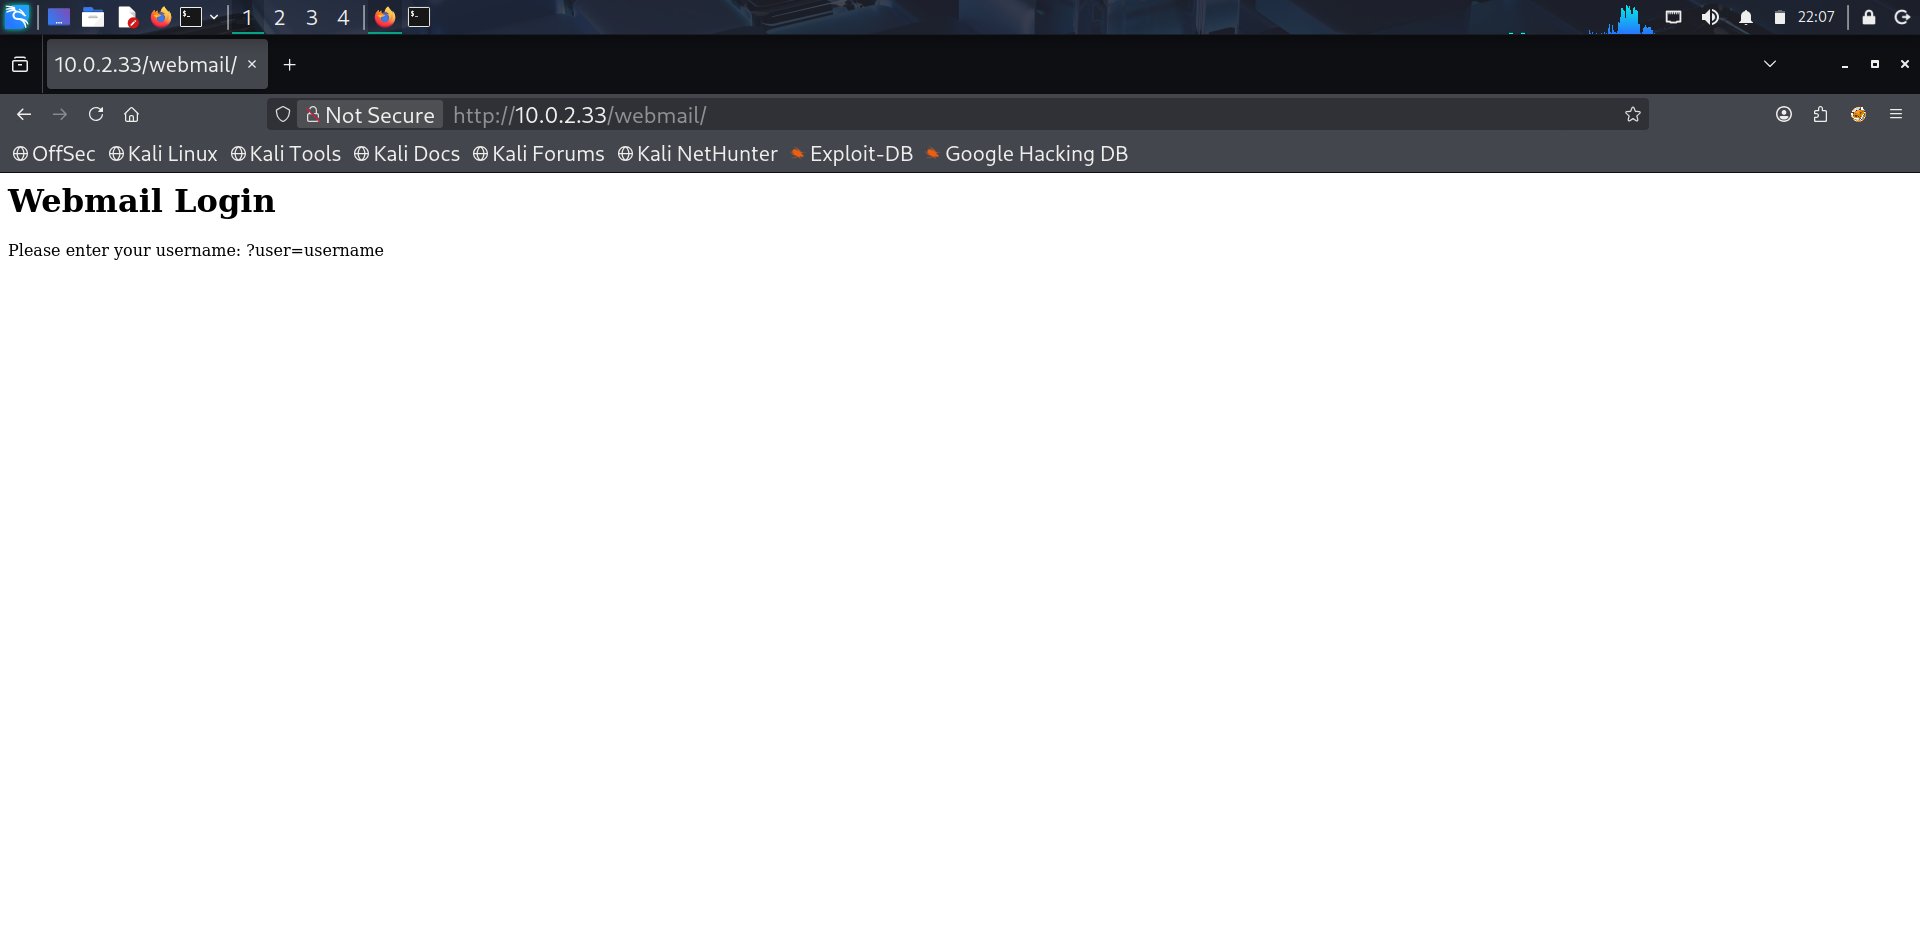 1 2 3 4 22:07
10.0.2.33/webmail/
Not Secure http://10.0.2.33/webmail/
OffSec Kali Linux Kali Tools Kali Docs Kali Forums Kali NetHunter Exploit-DB Google Hacking DB
Webmail Login
Please enter your username: ?user=username